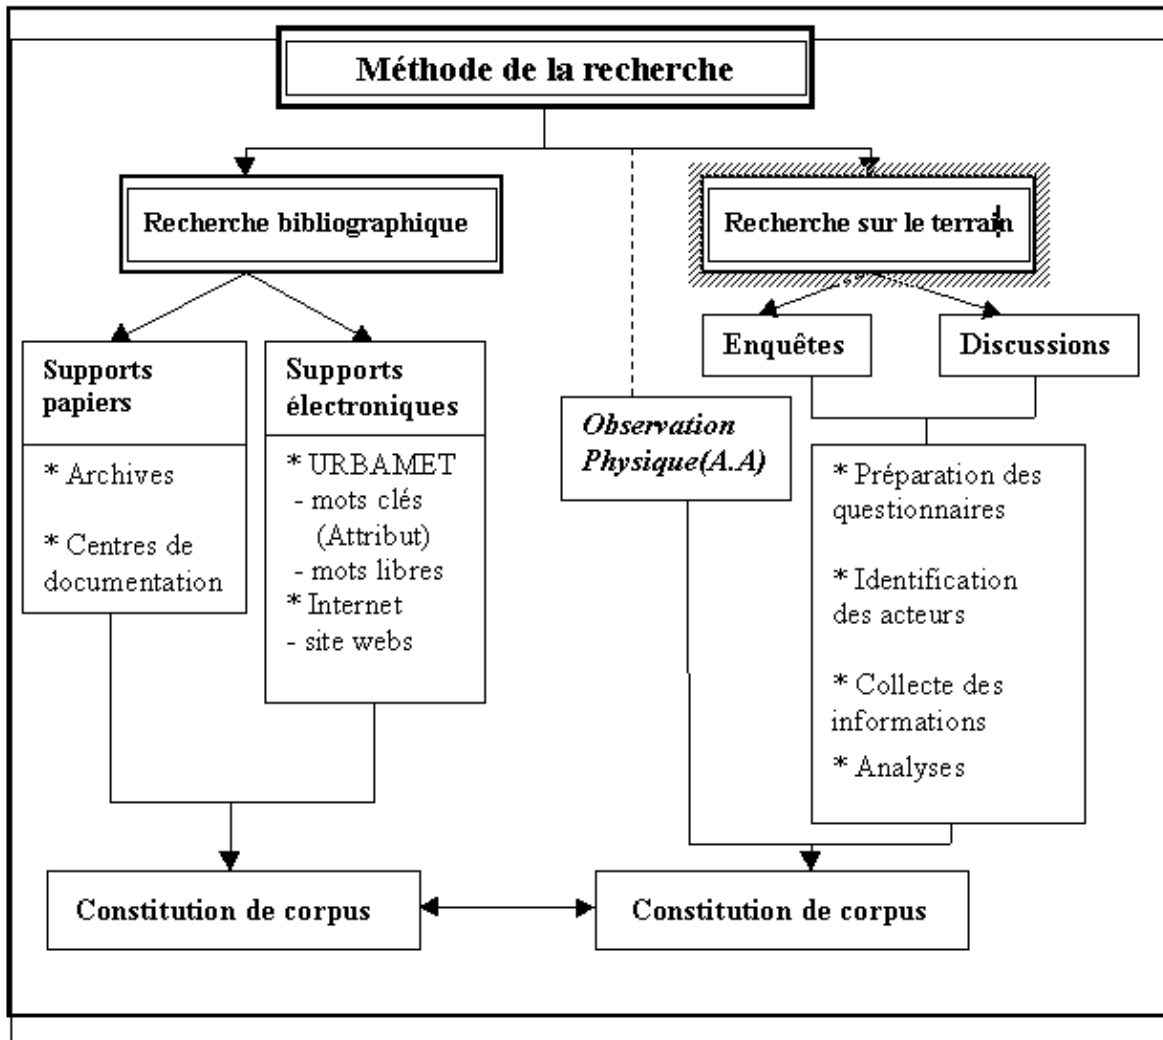 Méthode de la recherche
Recherche bibliographique
Recherche sur le terrain
Supports
papiers
* Archives
* Centres de
documentation
Supports
électroniques
* URBAMET
- mots clés
(Attribut)
- mots libres
* Internet
- site webs
Observation
Physique(A.A)
Enquêtes
Discussions
* Préparation des
questionnaires
* Identification
des acteurs
* Collecte des
informations
* Analyses
Constitution de corpus
Constitution de corpus